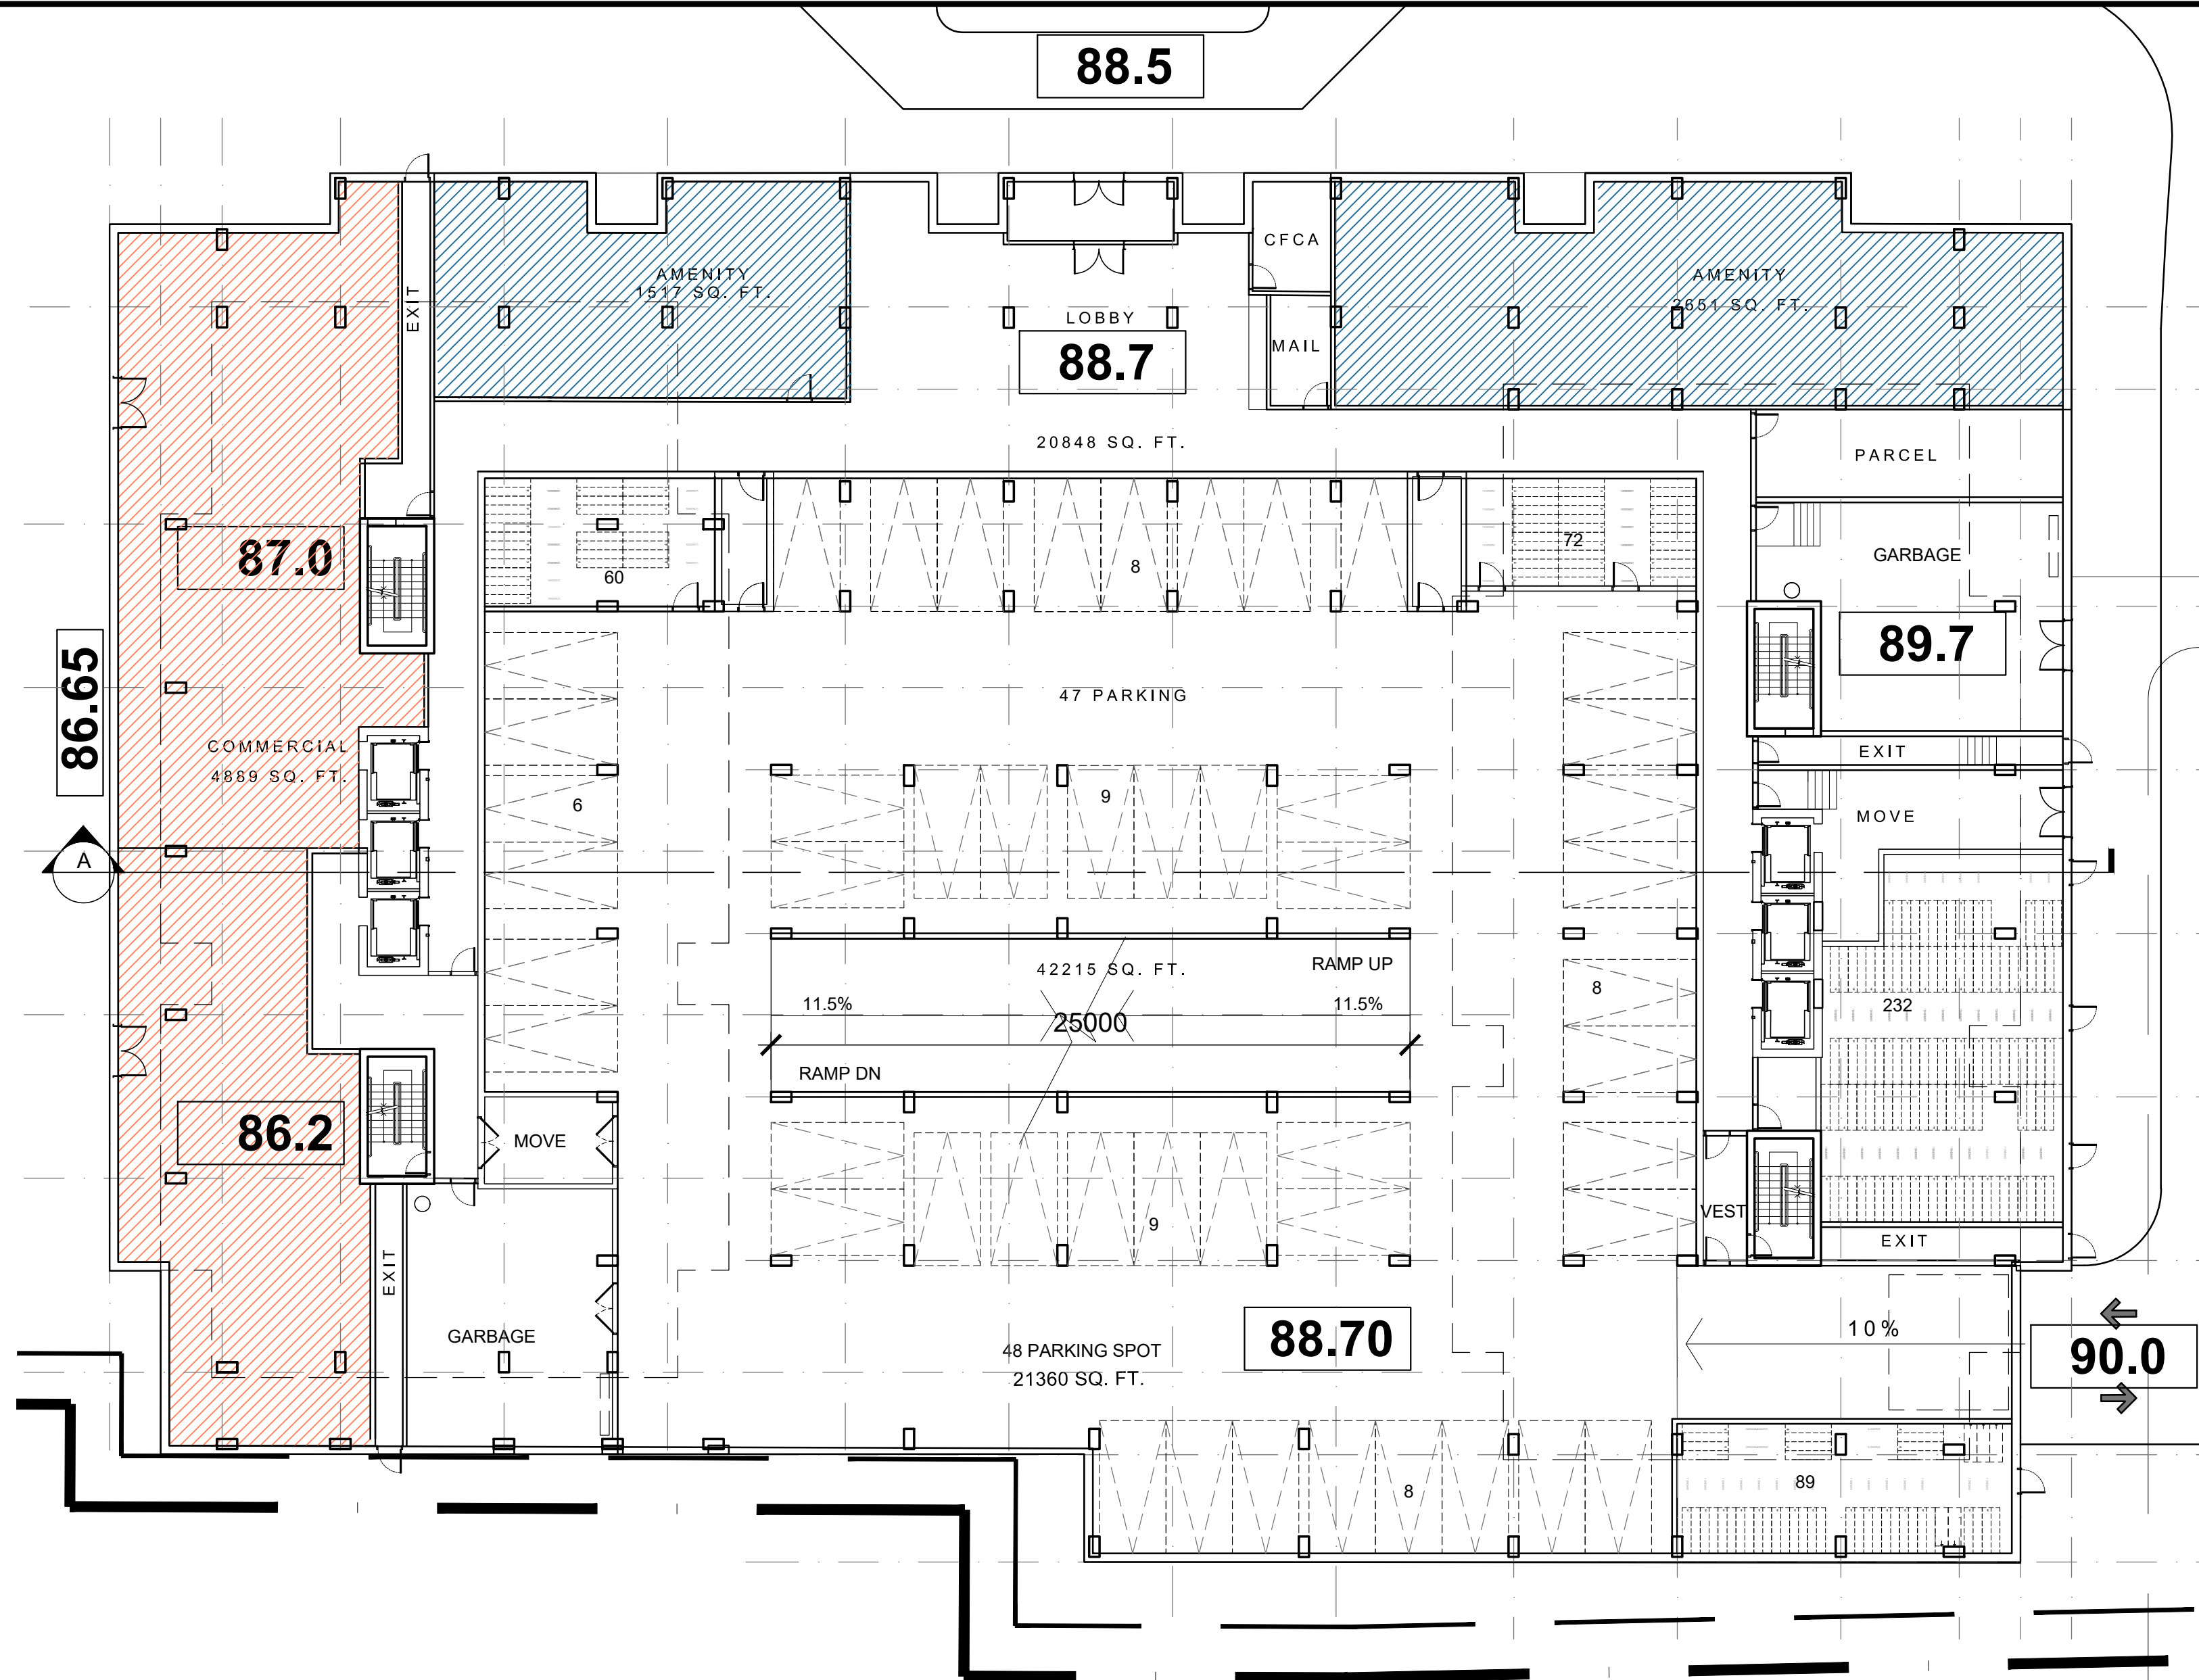 88.5
CFCA
AMENITY
1517 SQ. FT.
AMENITY
2651 SQ. FT.
EXIT
LOBBY
88.7
MAIL
20848 SQ. FT.
PARCEL
87.0
60
8
72
GARBAGE
89.7
86.65
47 PARKING
COMMERCIAL
4889 SQ. FT.
EXIT
6
9
MOVE
A
42215 SQ. FT.
RAMP UP
11.5%
11.5%
8
232
25000
RAMP DN
86.2
MOVE
VEST
9
EXIT
EXIT
GARBAGE
48 PARKING SPOT
21360 SQ. FT.
88.70
10%
90.0
8
89